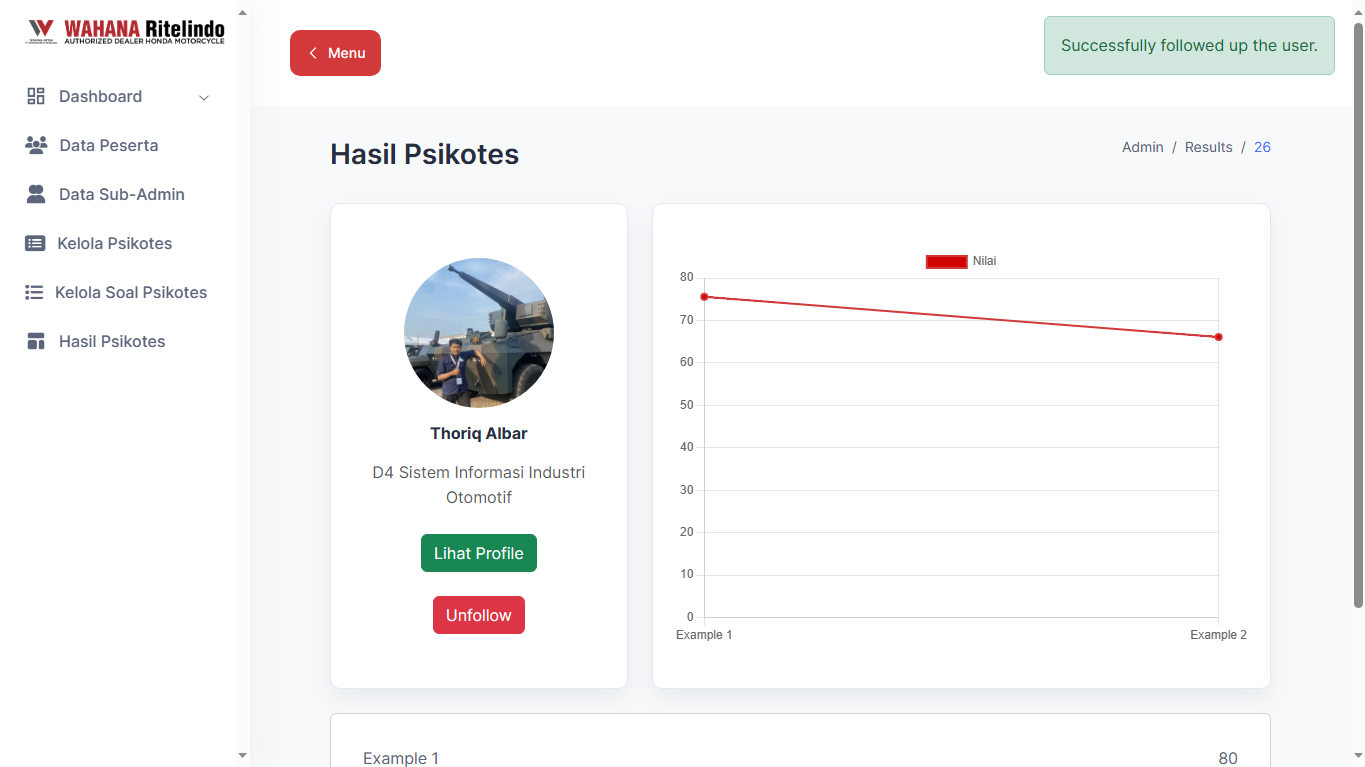 WAHANA Ritelindo
AUTHORIZED DEALER HONDA MOTORCYCLE
Menu
Successfully followed up the user.
Dashboard
Data Peserta
Data Sub-Admin
Kelola Psikotes
Kelola Soal Psikotes
Hasil Psikotes
Hasil Psikotes
Admin / Results / 26
Thoriq Albar
D4 Sistem Informasi Industri
Otomotif
Lihat Profile
Unfollow
Nilai
80
70
60
50
40
30
20
10
0
Example 1 Example 2
Example 1 80